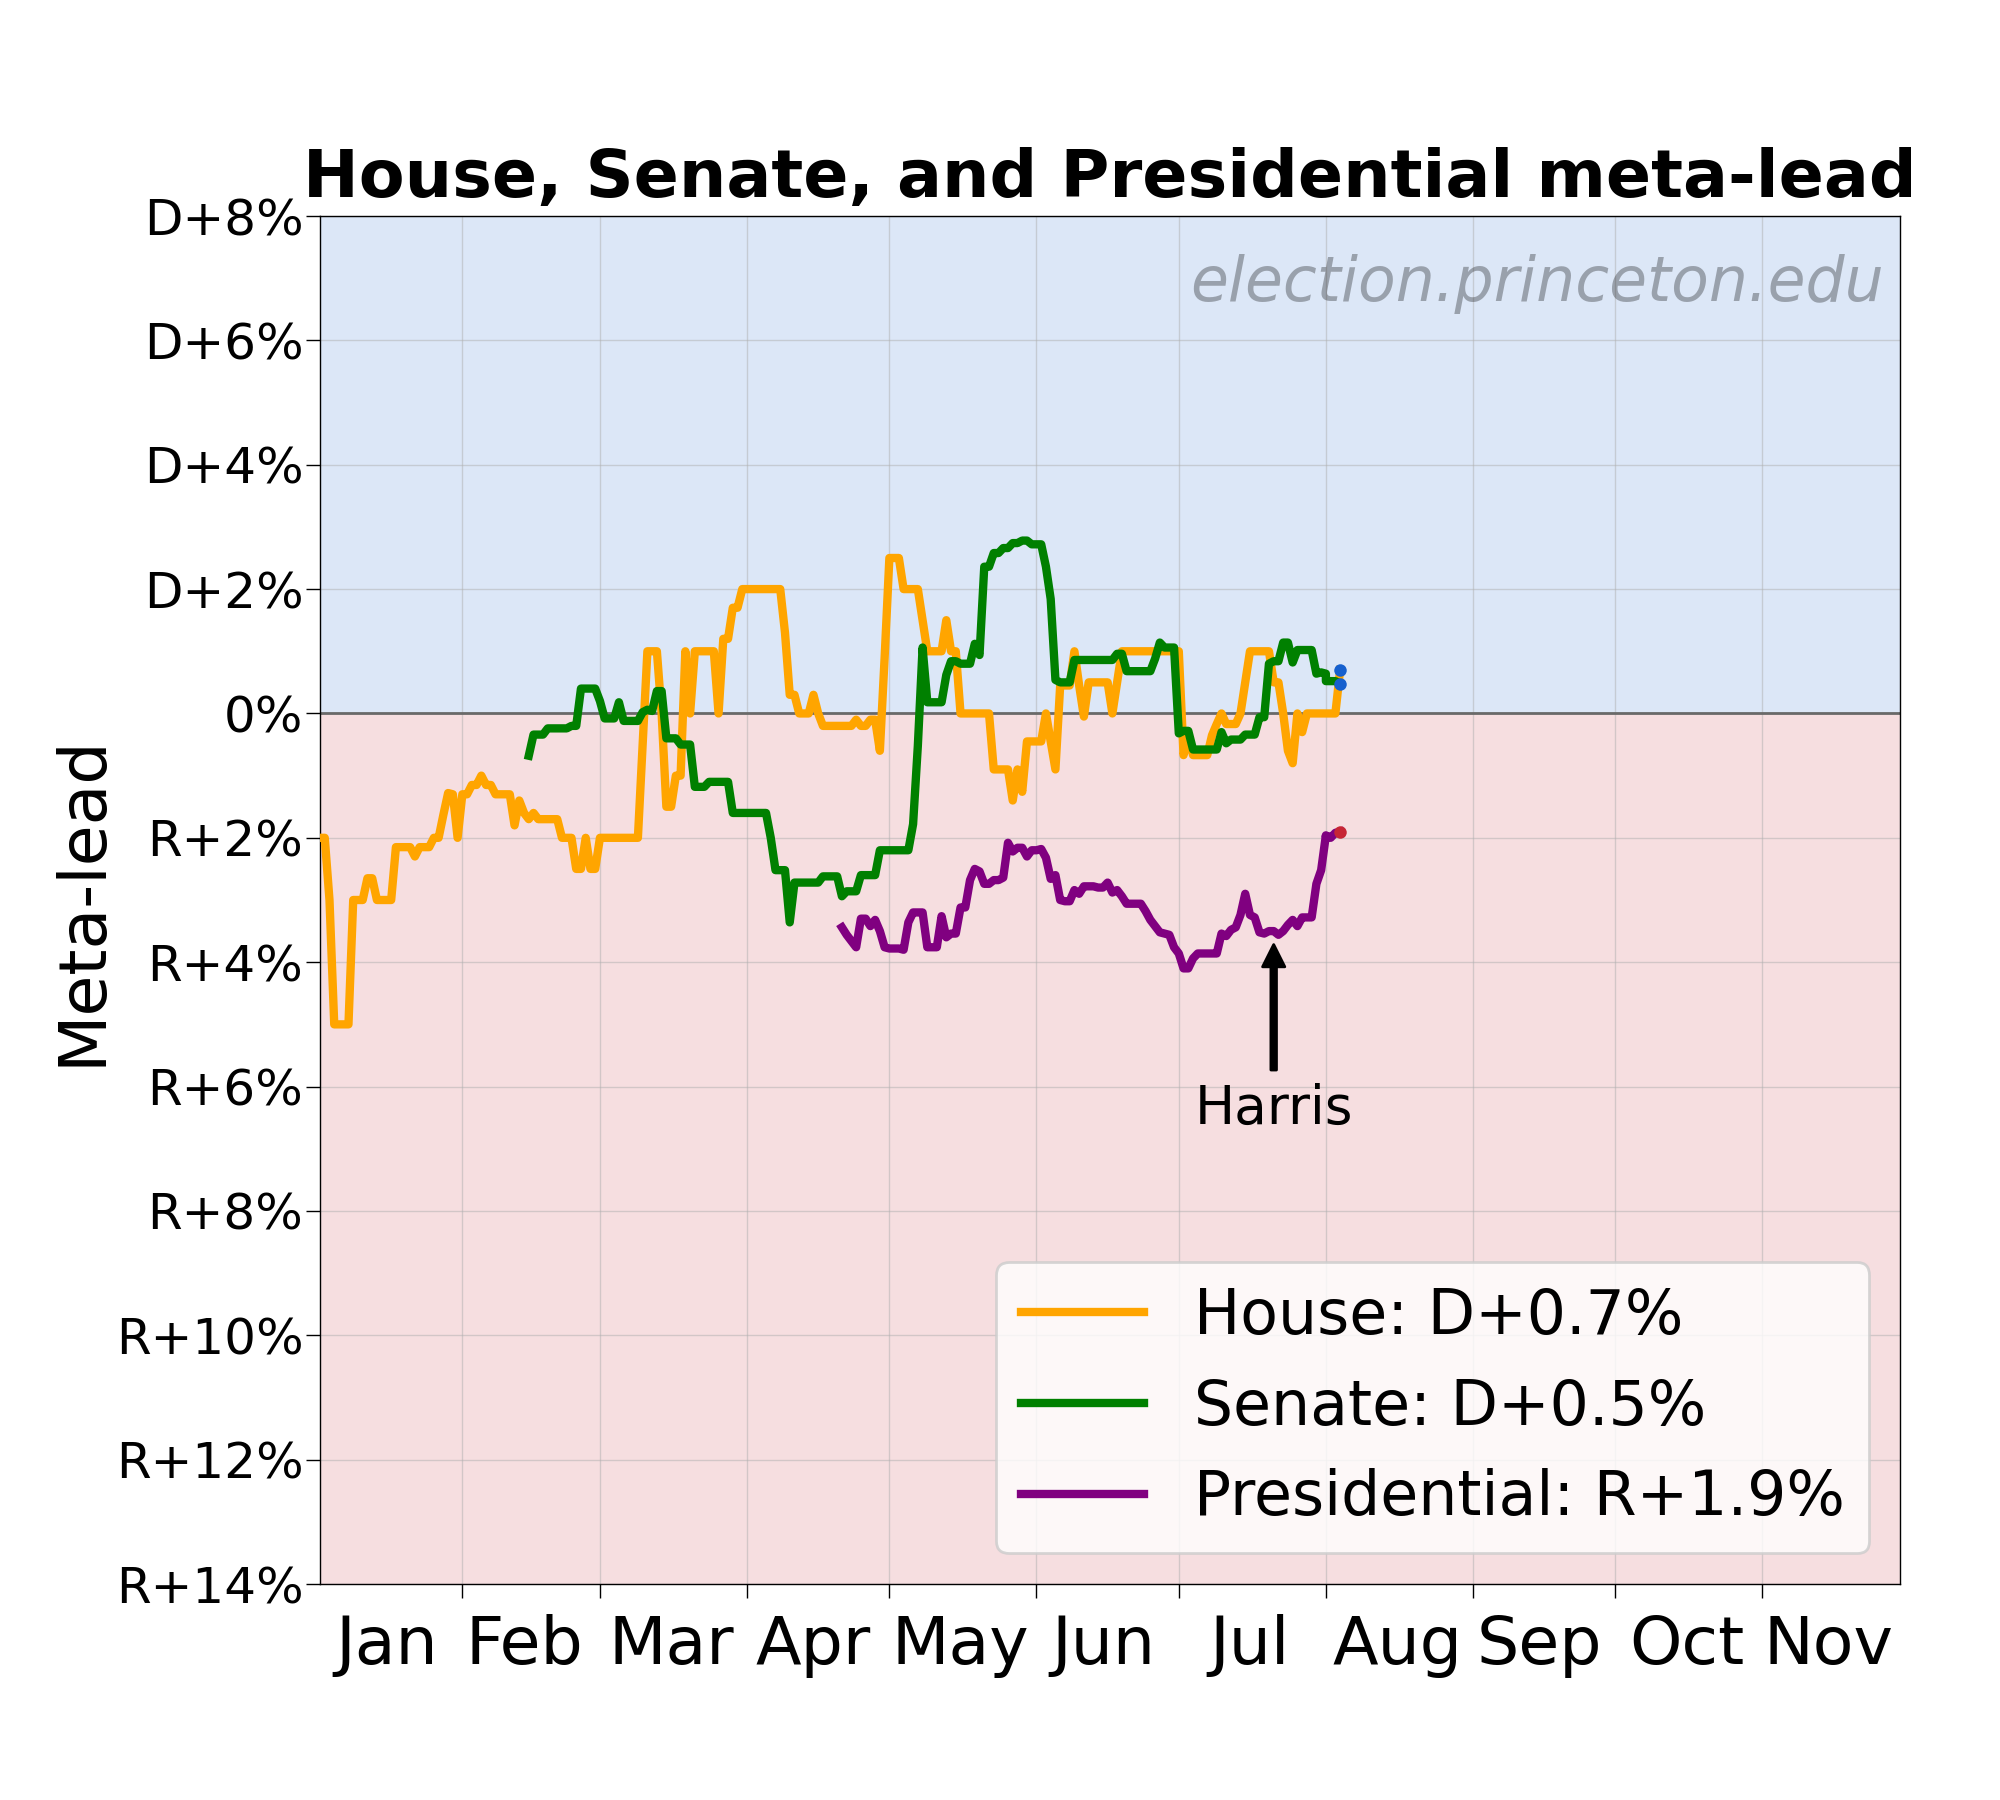 House, Senate, and Presidential meta-lead
election.princeton.edu
Meta-lead
D+8%
D+6%
D+4%
D+2%
0%
R+2%
R+4%
R+6%
R+8%
R+10%
R+12%
R+14%
Harris
House: D+0.7%
Senate: D+0.5%
Presidential: R+1.9%
Jan Feb Mar Apr May Jun Jul Aug Sep Oct Nov